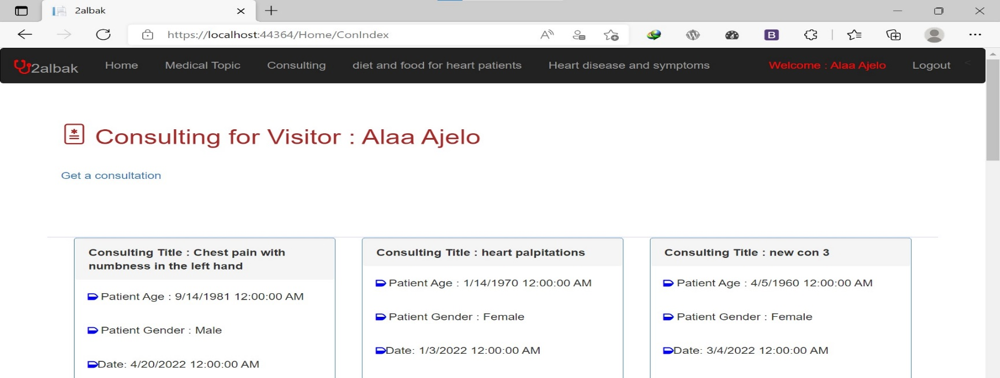 2albak
https://localhost:44364/Home/ConIndex
2albak Home Medical Topic Consulting diet and food for heart patients Heart disease and symptoms Welcome : Alaa Ajelo Logout
Consulting for Visitor : Alaa Ajelo
Get a consultation
Consulting Title : Chest pain with
numbness in the left hand
Patient Age : 9/14/1981 12:00:00 AM
Patient Gender : Male
Date: 4/20/2022 12:00:00 AM
Consulting Title : heart palpitations
Patient Age : 1/14/1970 12:00:00 AM
Patient Gender : Female
Date: 1/3/2022 12:00:00 AM
Consulting Title : new con 3
Patient Age : 4/5/1960 12:00:00 AM
Patient Gender : Female
Date: 3/4/2022 12:00:00 AM